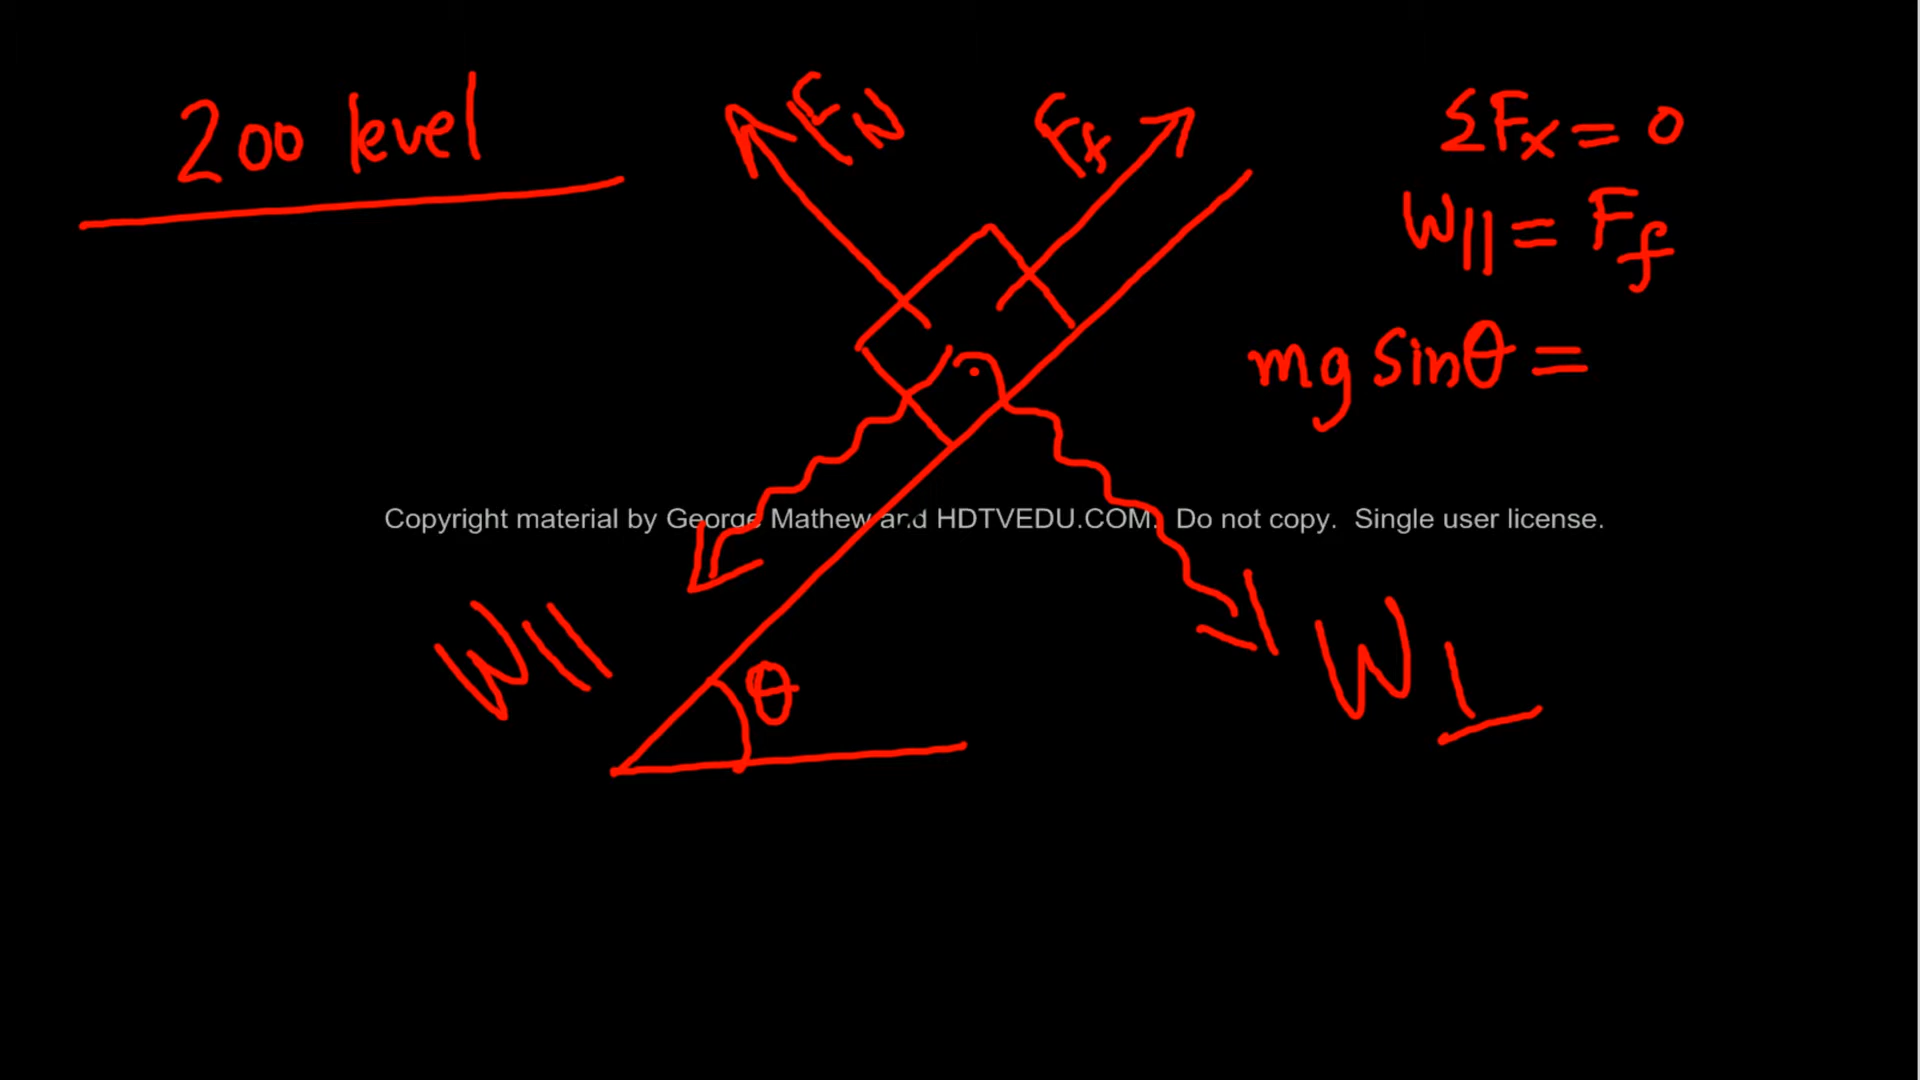 200 level
F_N
F_f
ΣFx = 0
W|| = F_f
mg sinθ =
Copyright material by George Mathew and HDTVEDU.COM. Do not copy. Single user license.
W||
θ
W⊥